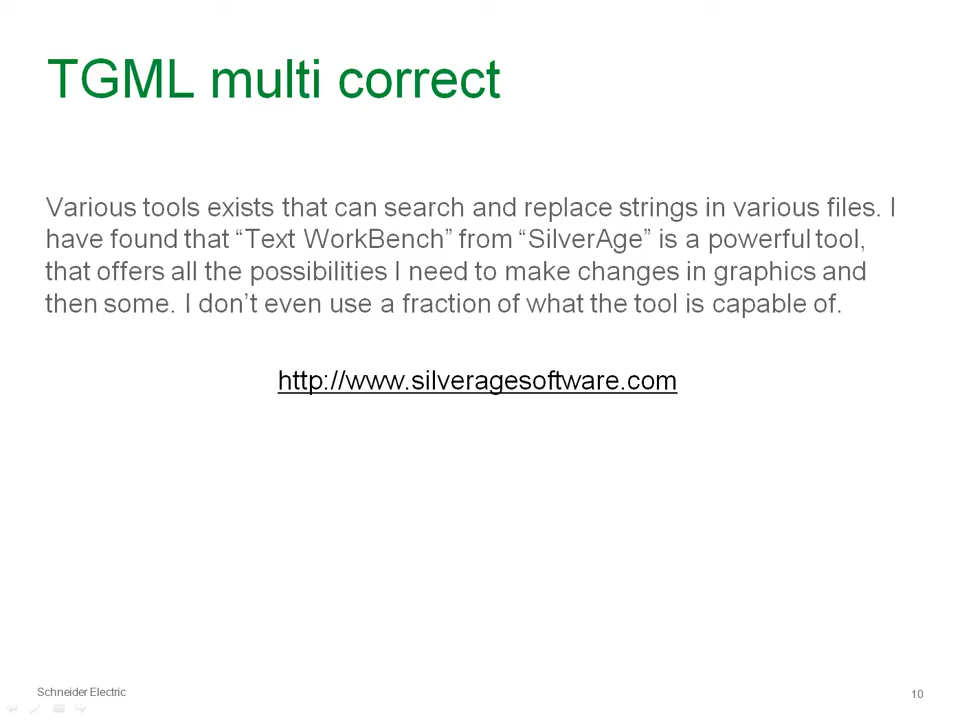 TGML multi correct
Various tools exists that can search and replace strings in various files. I
have found that “Text WorkBench” from “SilverAge” is a powerful tool,
that offers all the possibilities I need to make changes in graphics and
then some. I don’t even use a fraction of what the tool is capable of.
http://www.silveragesoftware.com
Schneider Electric
10